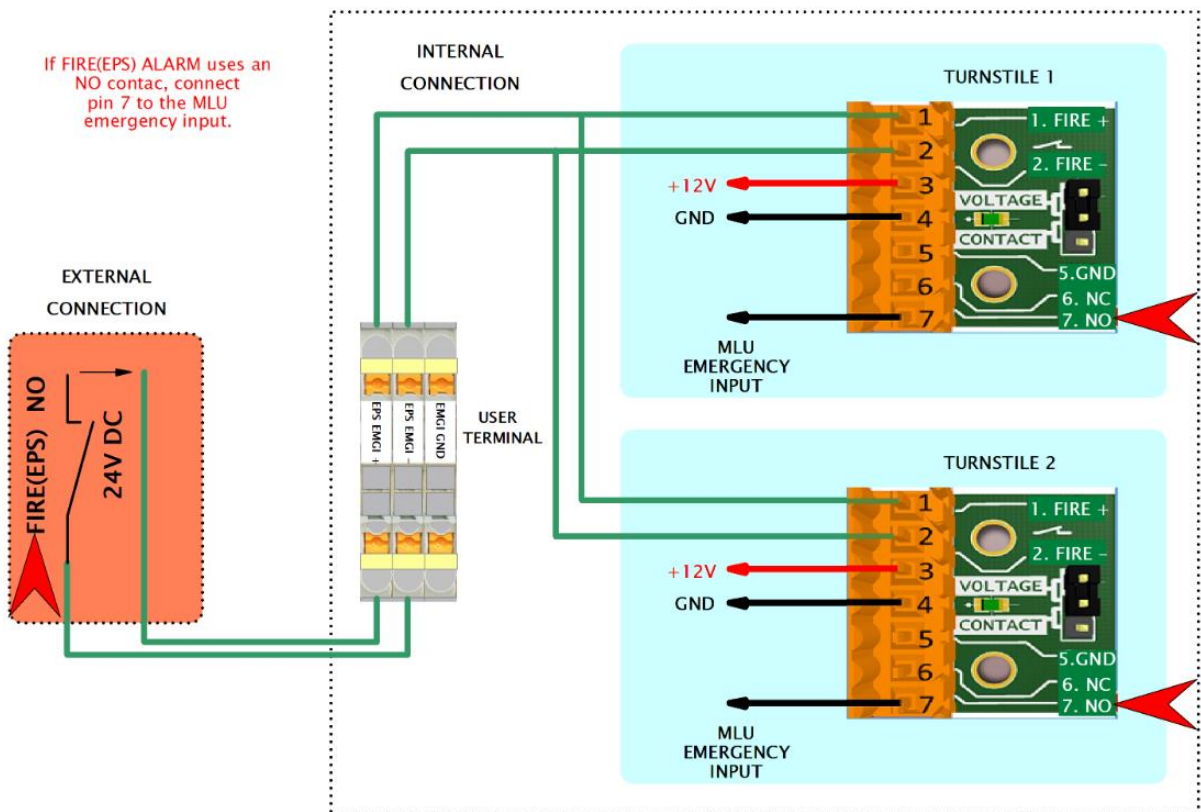 If FIRE(EPS) ALARM uses an
NO contac, connect
pin 7 to the MLU
emergency input.
INTERNAL
CONNECTION
TURNSTILE 1
1
2
3
4
5
6
7
1. FIRE +
2. FIRE -
VOLTAGE
CONTACT
5.GND
6. NC
7. NO
+12V
GND
MLU
EMERGENCY
INPUT
EXTERNAL
CONNECTION
FIRE(EPS) NO
24V DC
EPS EMGI +
EPS EMGI -
EMGI GND
USER
TERMINAL
TURNSTILE 2
1
2
3
4
5
6
7
1. FIRE +
2. FIRE -
VOLTAGE
CONTACT
5.GND
6. NC
7. NO
+12V
GND
MLU
EMERGENCY
INPUT